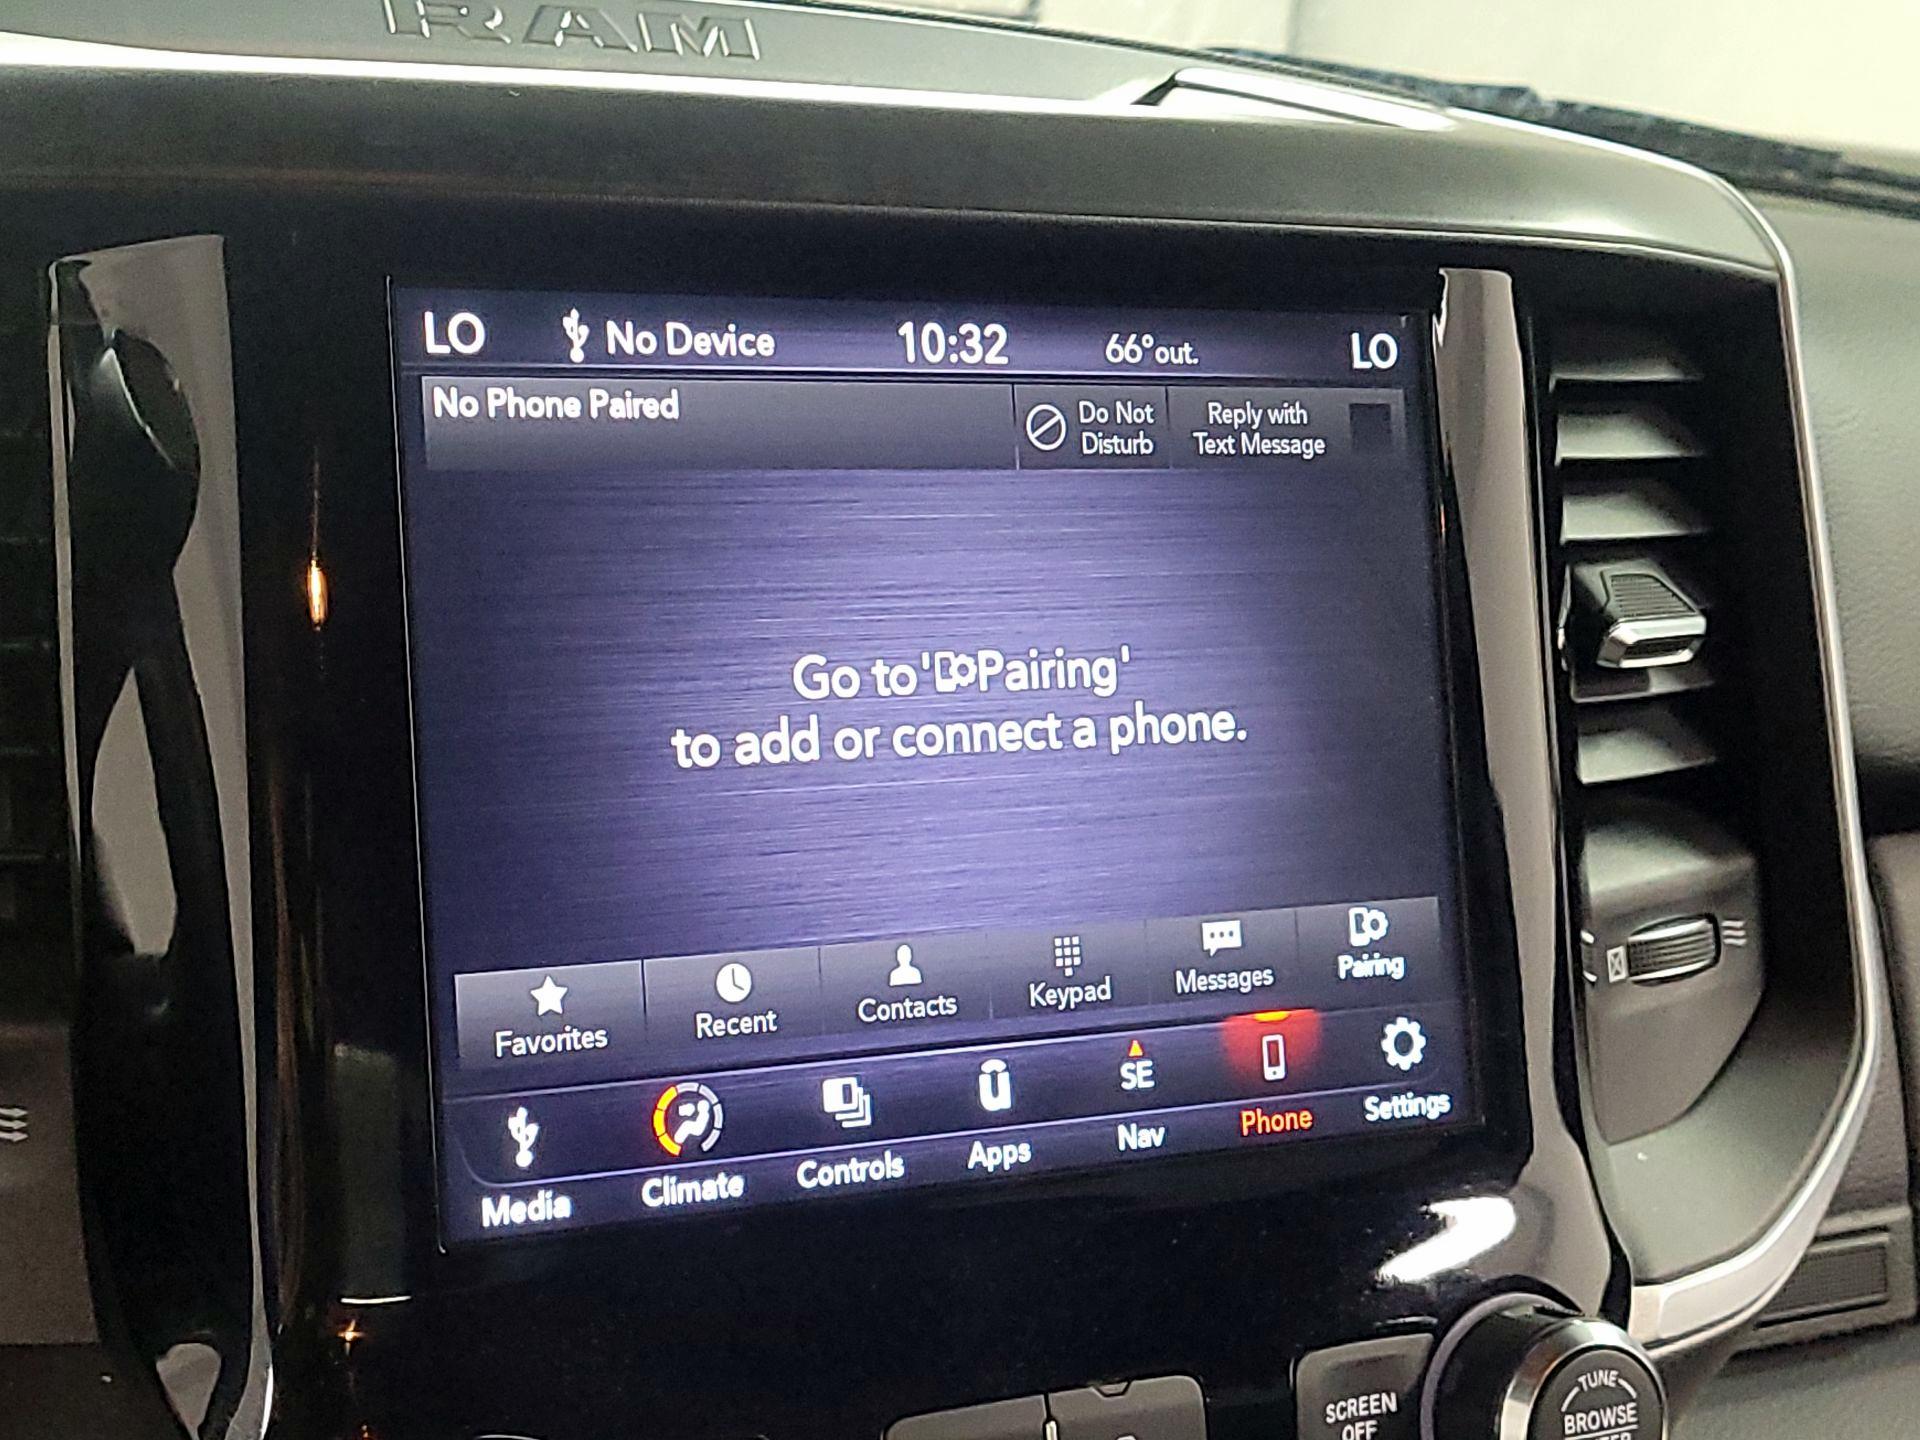 RAM
LO No Device 10:32 66°out. LO
No Phone Paired
Do Not
Disturb
Reply with
Text Message
Go to 'Pairing'
to add or connect a phone.
Favorites Recent Contacts Keypad Messages Pairing
SE
Media Climate Controls Apps Nav Phone Settings
SCREEN
OFF
TUNE
BROWSE